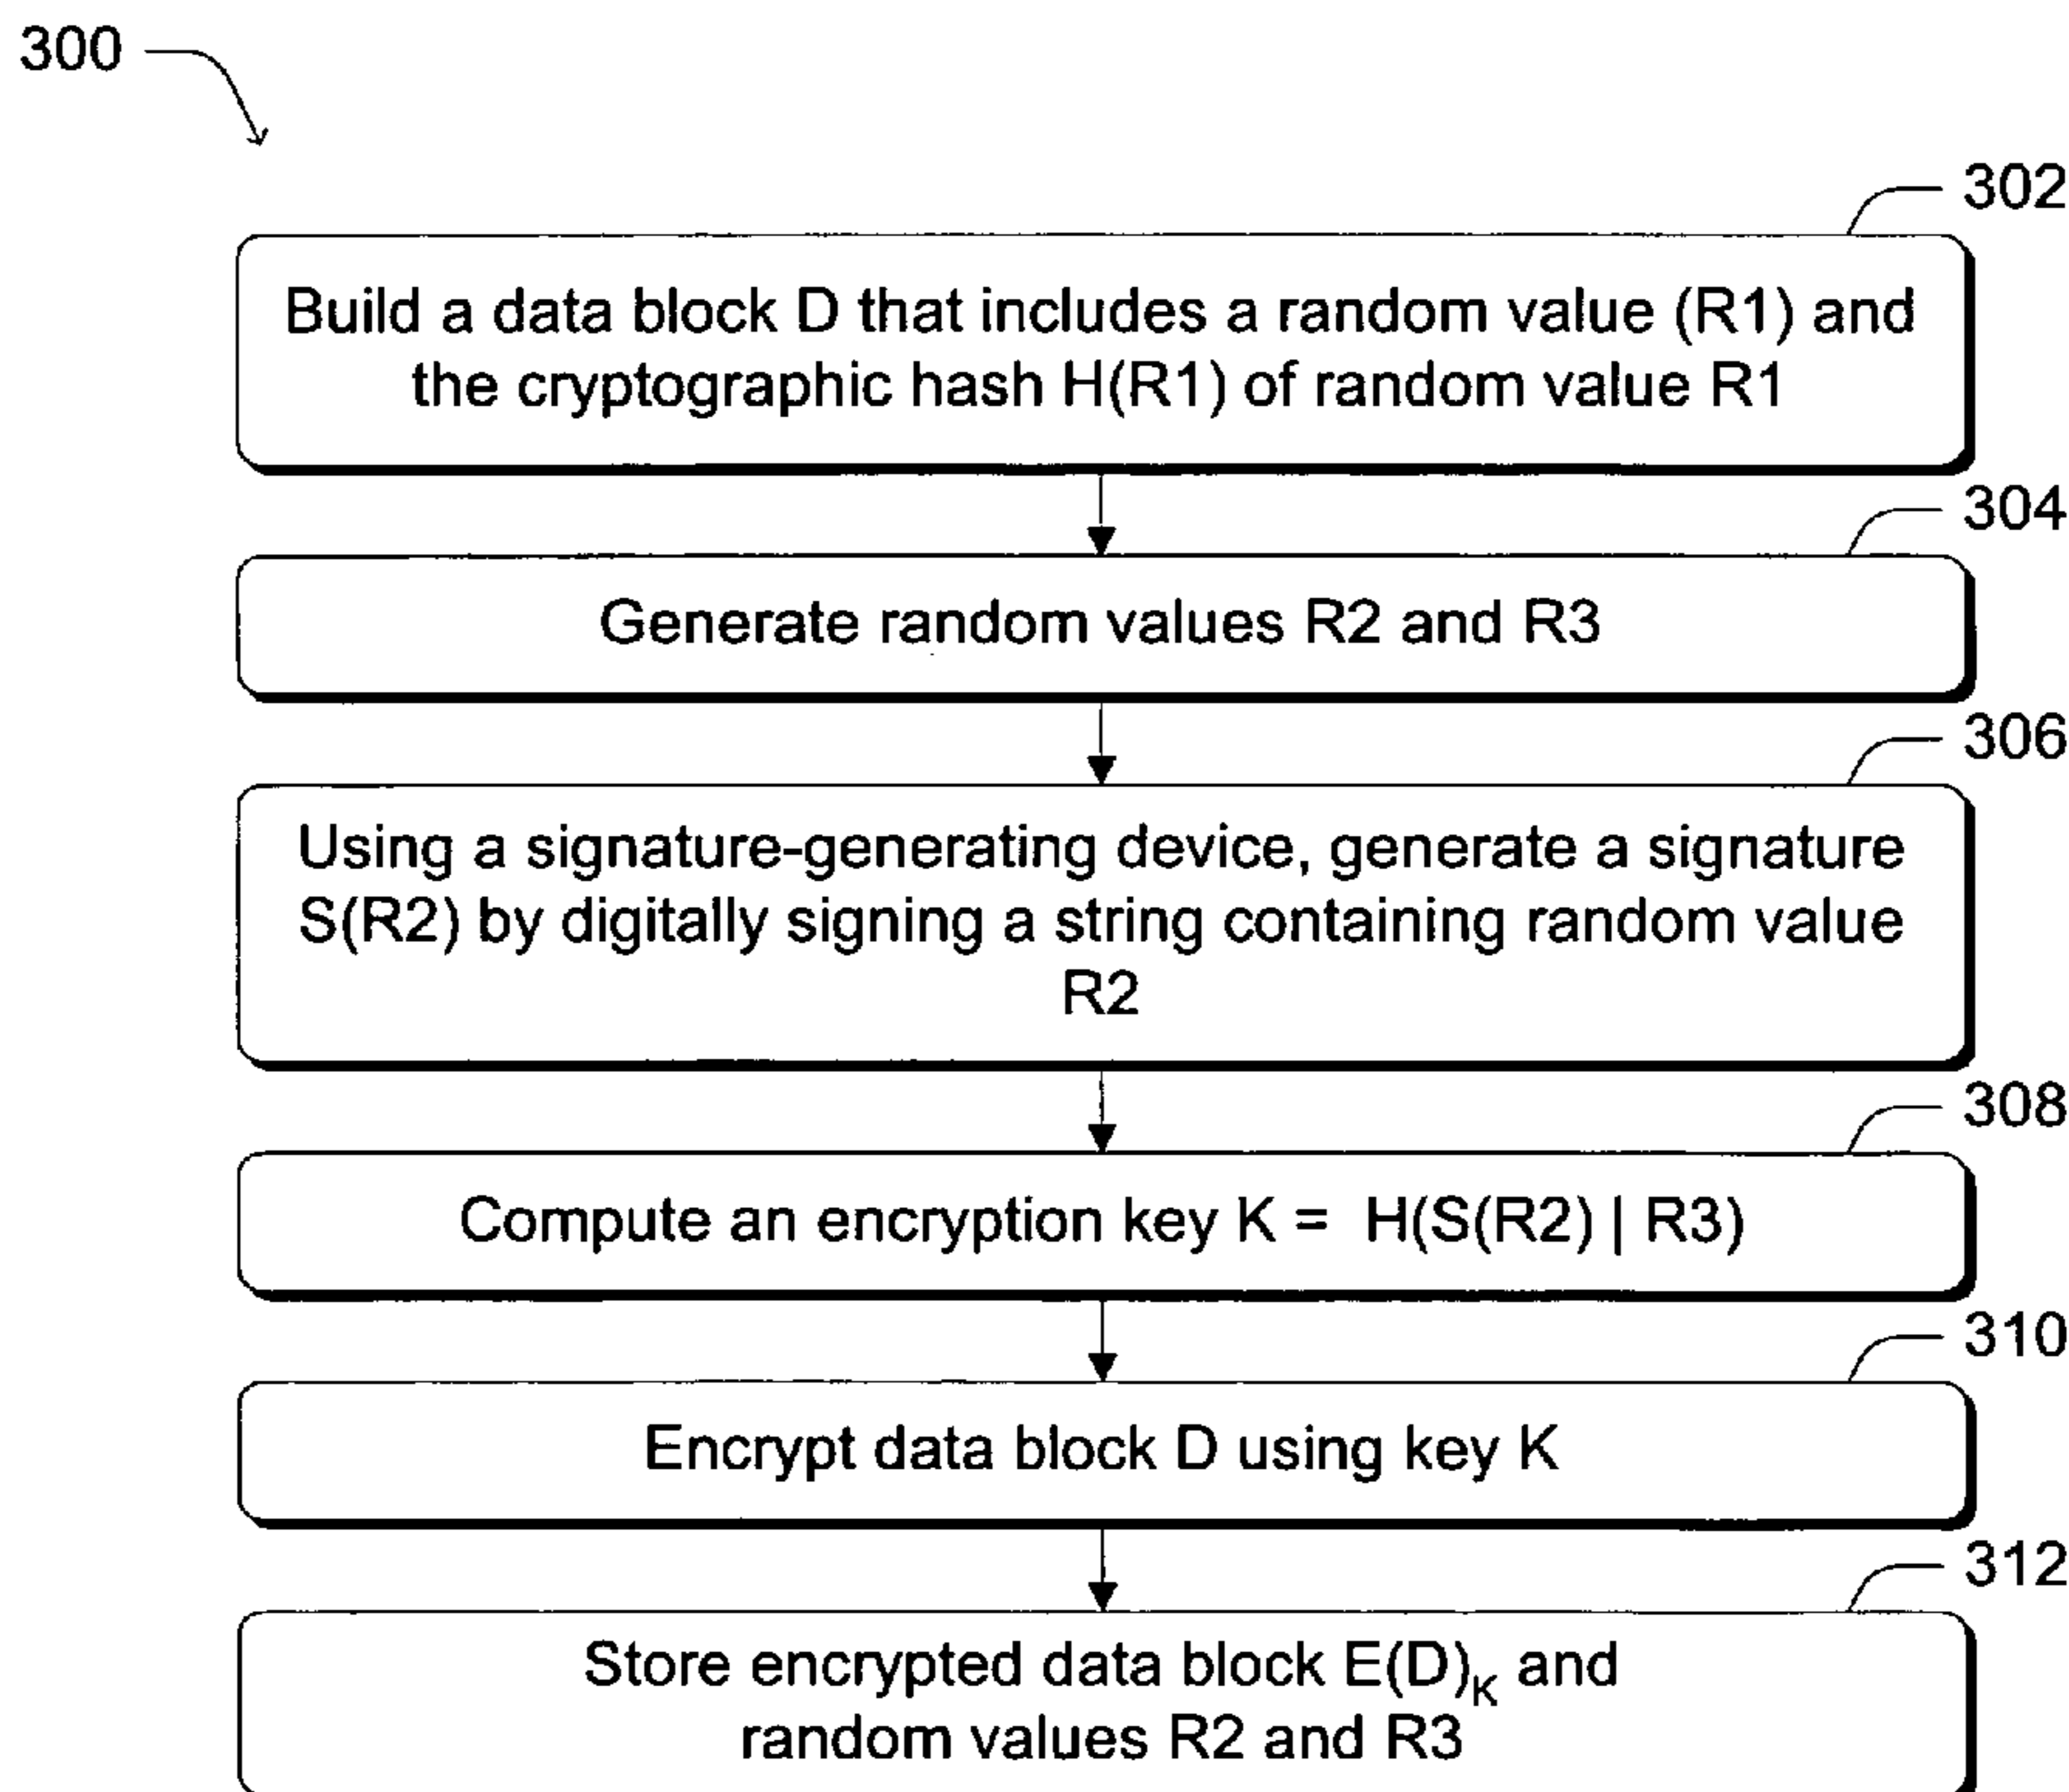 300
302
Build a data block D that includes a random value (R1) and
the cryptographic hash H(R1) of random value R1
304
Generate random values R2 and R3
306
Using a signature-generating device, generate a signature
S(R2) by digitally signing a string containing random value
R2
308
Compute an encryption key K = H(S(R2) | R3)
310
Encrypt data block D using key K
312
Store encrypted data block E(D)K and
random values R2 and R3